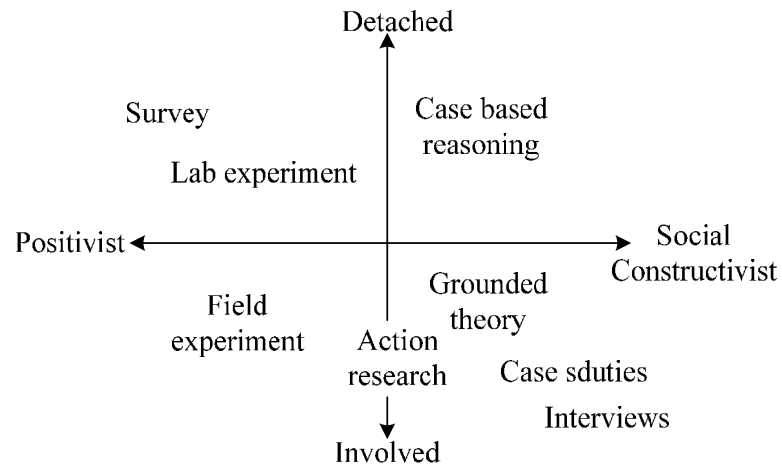 Detached
Survey
Case based
reasoning
Lab experiment
Positivist
Social
Constructivist
Field
experiment
Grounded
theory
Action
research
Case sduties
Interviews
Involved